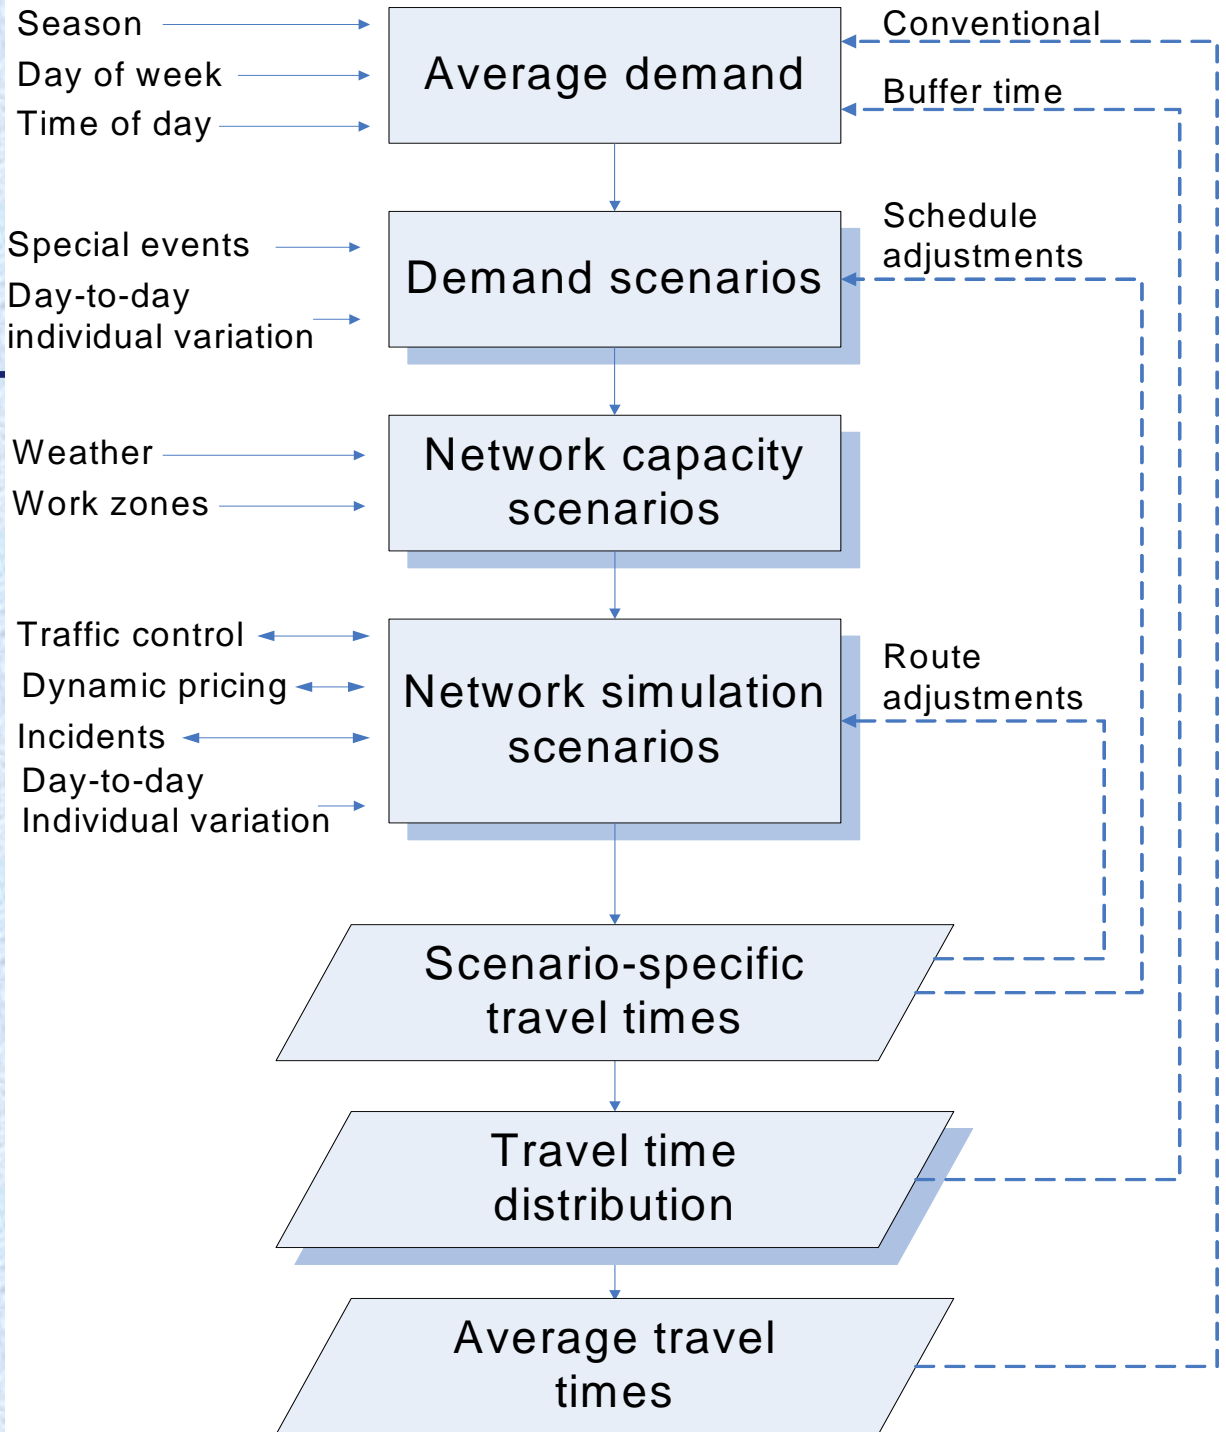 Season
Day of week
Time of day
Average demand
Conventional
Buffer time
Special events
Day-to-day
individual variation
Demand scenarios
Schedule
adjustments
Weather
Work zones
Network capacity
scenarios
Traffic control
Dynamic pricing
Incidents
Day-to-day
Individual variation
Network simulation
scenarios
Route
adjustments
Scenario-specific
travel times
Travel time
distribution
Average travel
times